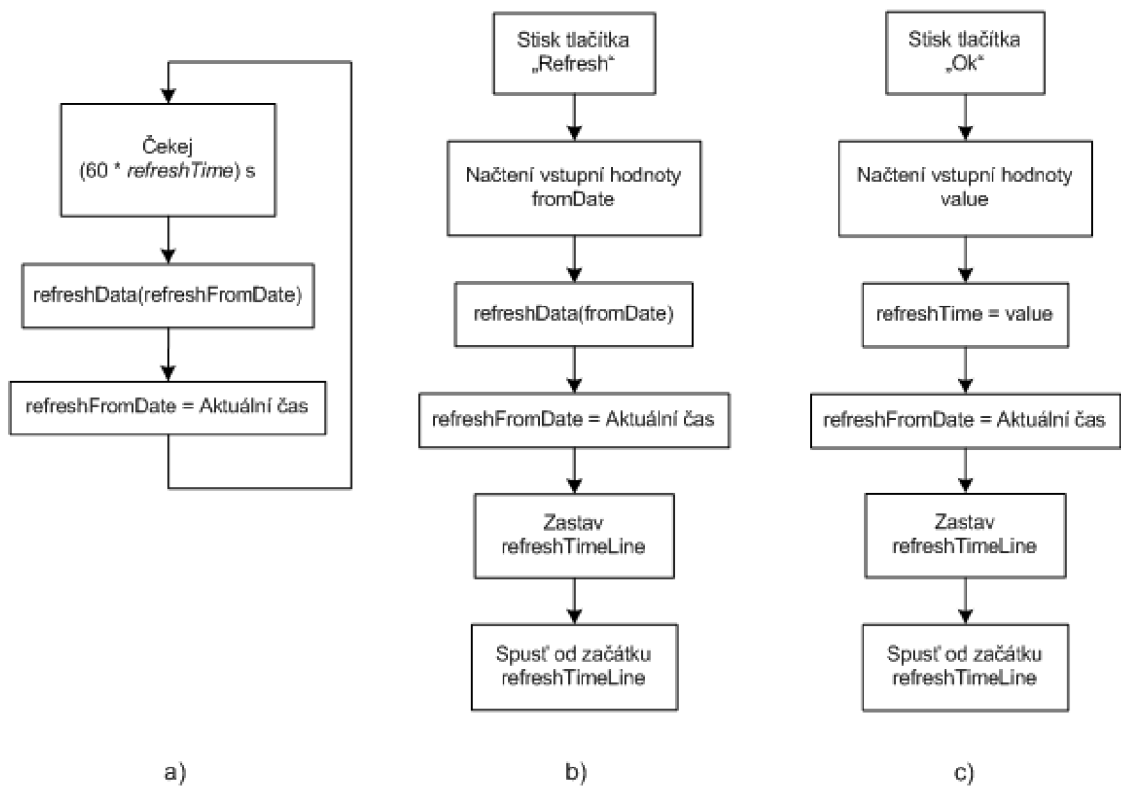 Čekej
(60 * refreshTime) s
refreshData(refreshFromDate)
refreshFromDate = Aktuální čas
a)
Stisk tlačítka
„Refresh“
Načtení vstupní hodnoty
fromDate
refreshData(fromDate)
refreshFromDate = Aktuální čas
Zastav
refreshTimeLine
Spusť od začátku
refreshTimeLine
b)
Stisk tlačítka
„Ok“
Načtení vstupní hodnoty
value
refreshTime = value
refreshFromDate = Aktuální čas
Zastav
refreshTimeLine
Spusť od začátku
refreshTimeLine
c)